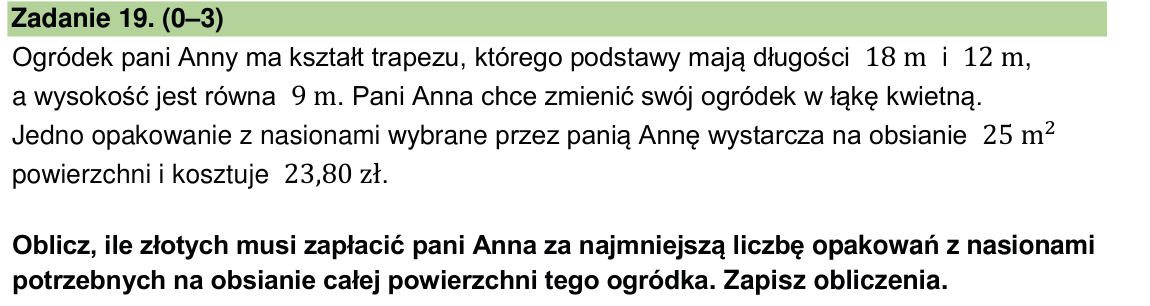 Zadanie 19. (0–3)
Ogródek pani Anny ma kształt trapezu, którego podstawy mają długości 18 m i 12 m,
a wysokość jest równa 9 m. Pani Anna chce zmienić swój ogródek w łąkę kwietną.
Jedno opakowanie z nasionami wybrane przez panią Annę wystarcza na obsianie 25 m²
powierzchni i kosztuje 23,80 zł.
Oblicz, ile złotych musi zapłacić pani Anna za najmniejszą liczbę opakowań z nasionami
potrzebnych na obsianie całej powierzchni tego ogródka. Zapisz obliczenia.